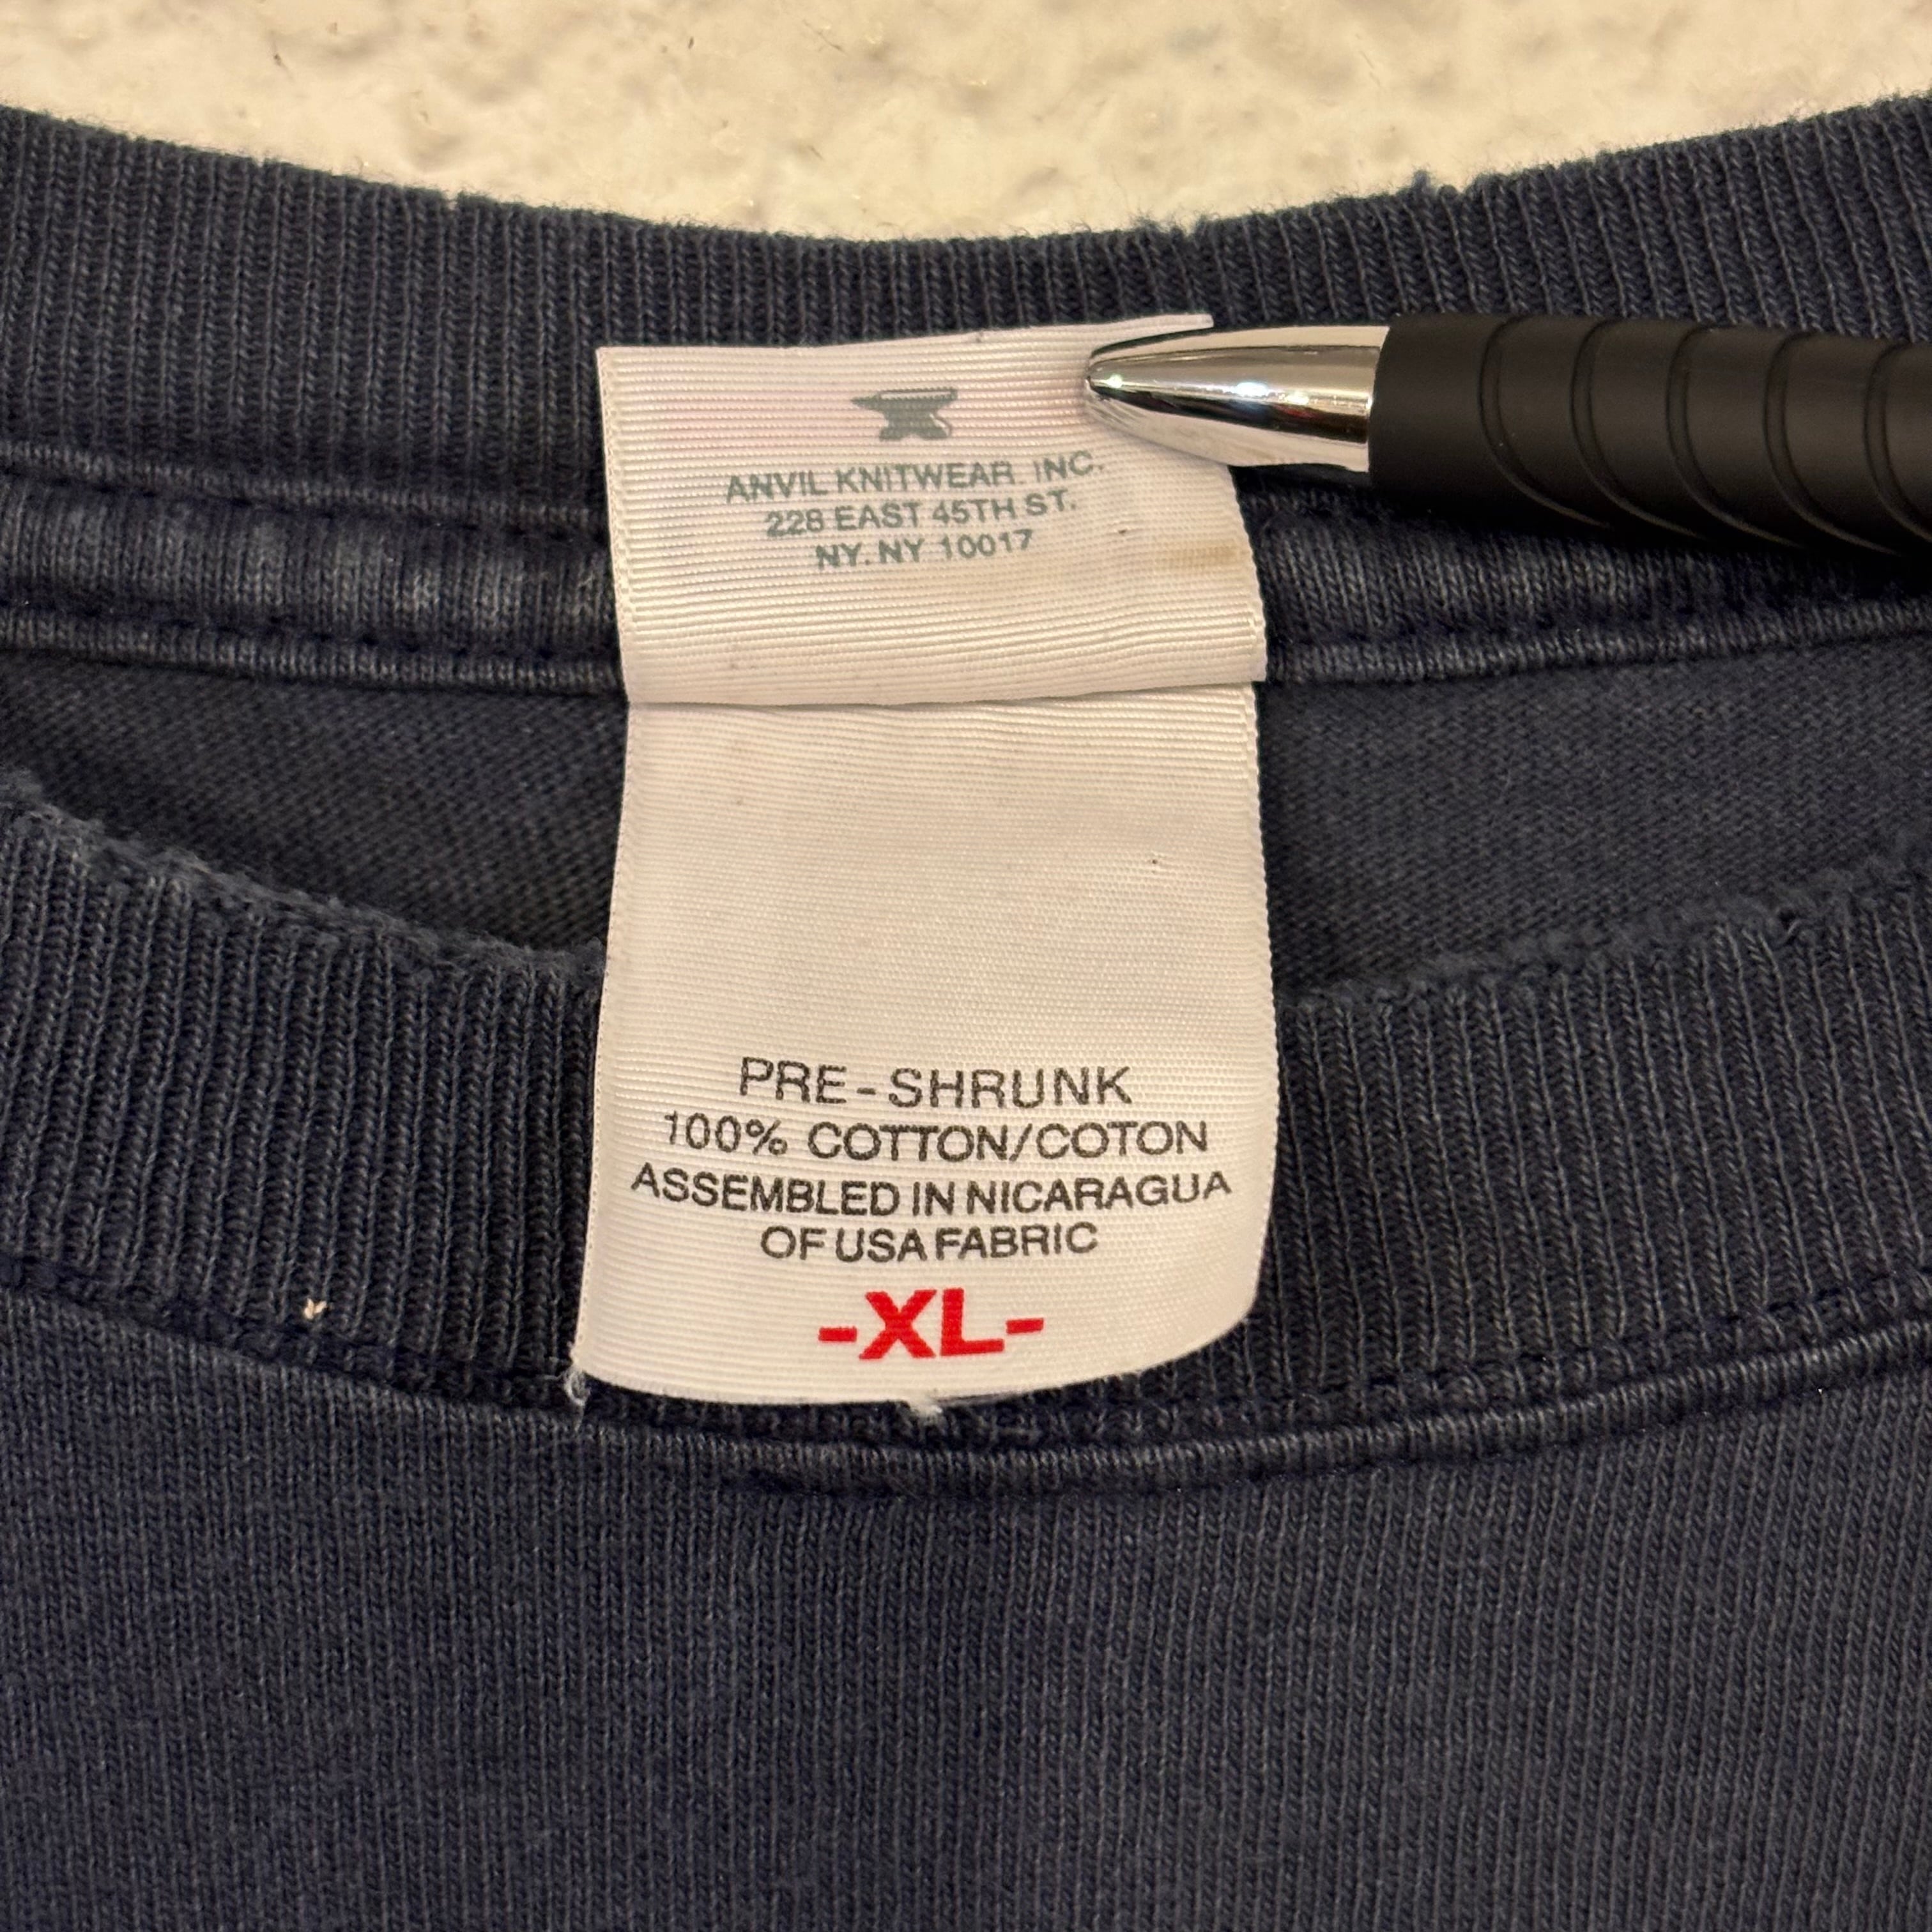 ANVIL KNITWEAR. INC.
228 EAST 45TH ST.
NY. NY 10017
PRE-SHRUNK
100% COTTON/COTON
ASSEMBLED IN NICARAGUA
OF USA FABRIC
-XL-